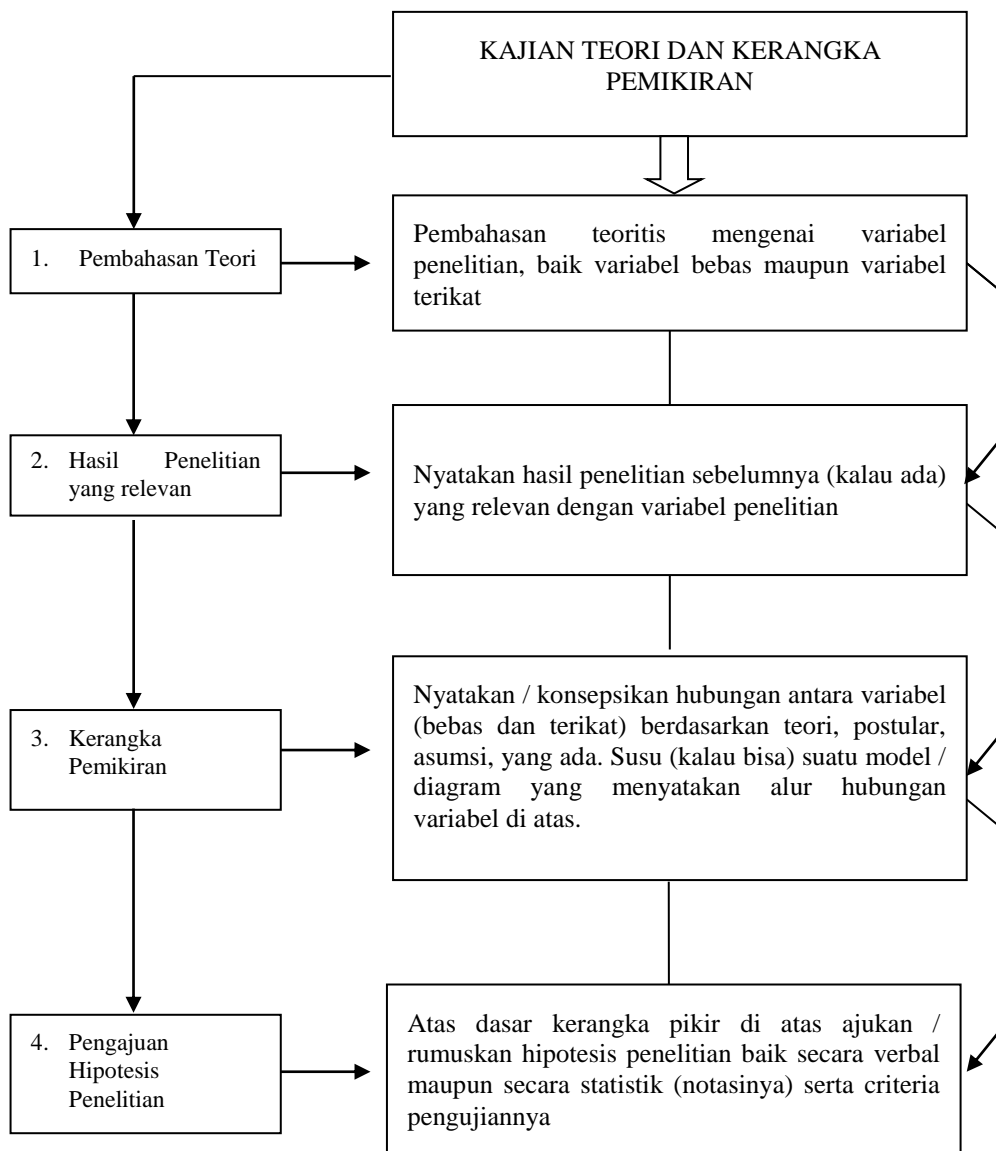 KAJIAN TEORI DAN KERANGKA
PEMIKIRAN
1. Pembahasan Teori
Pembahasan teoritis mengenai variabel
penelitian, baik variabel bebas maupun variabel
terikat
2. Hasil Penelitian
yang relevan
Nyatakan hasil penelitian sebelumnya (kalau ada)
yang relevan dengan variabel penelitian
3. Kerangka
Pemikiran
Nyatakan / konsepsikan hubungan antara variabel
(bebas dan terikat) berdasarkan teori, postular,
asumsi, yang ada. Susu (kalau bisa) suatu model /
diagram yang menyatakan alur hubungan
variabel di atas.
4. Pengajuan
Hipotesis
Penelitian
Atas dasar kerangka pikir di atas ajukan /
rumuskan hipotesis penelitian baik secara verbal
maupun secara statistik (notasinya) serta criteria
pengujiannya